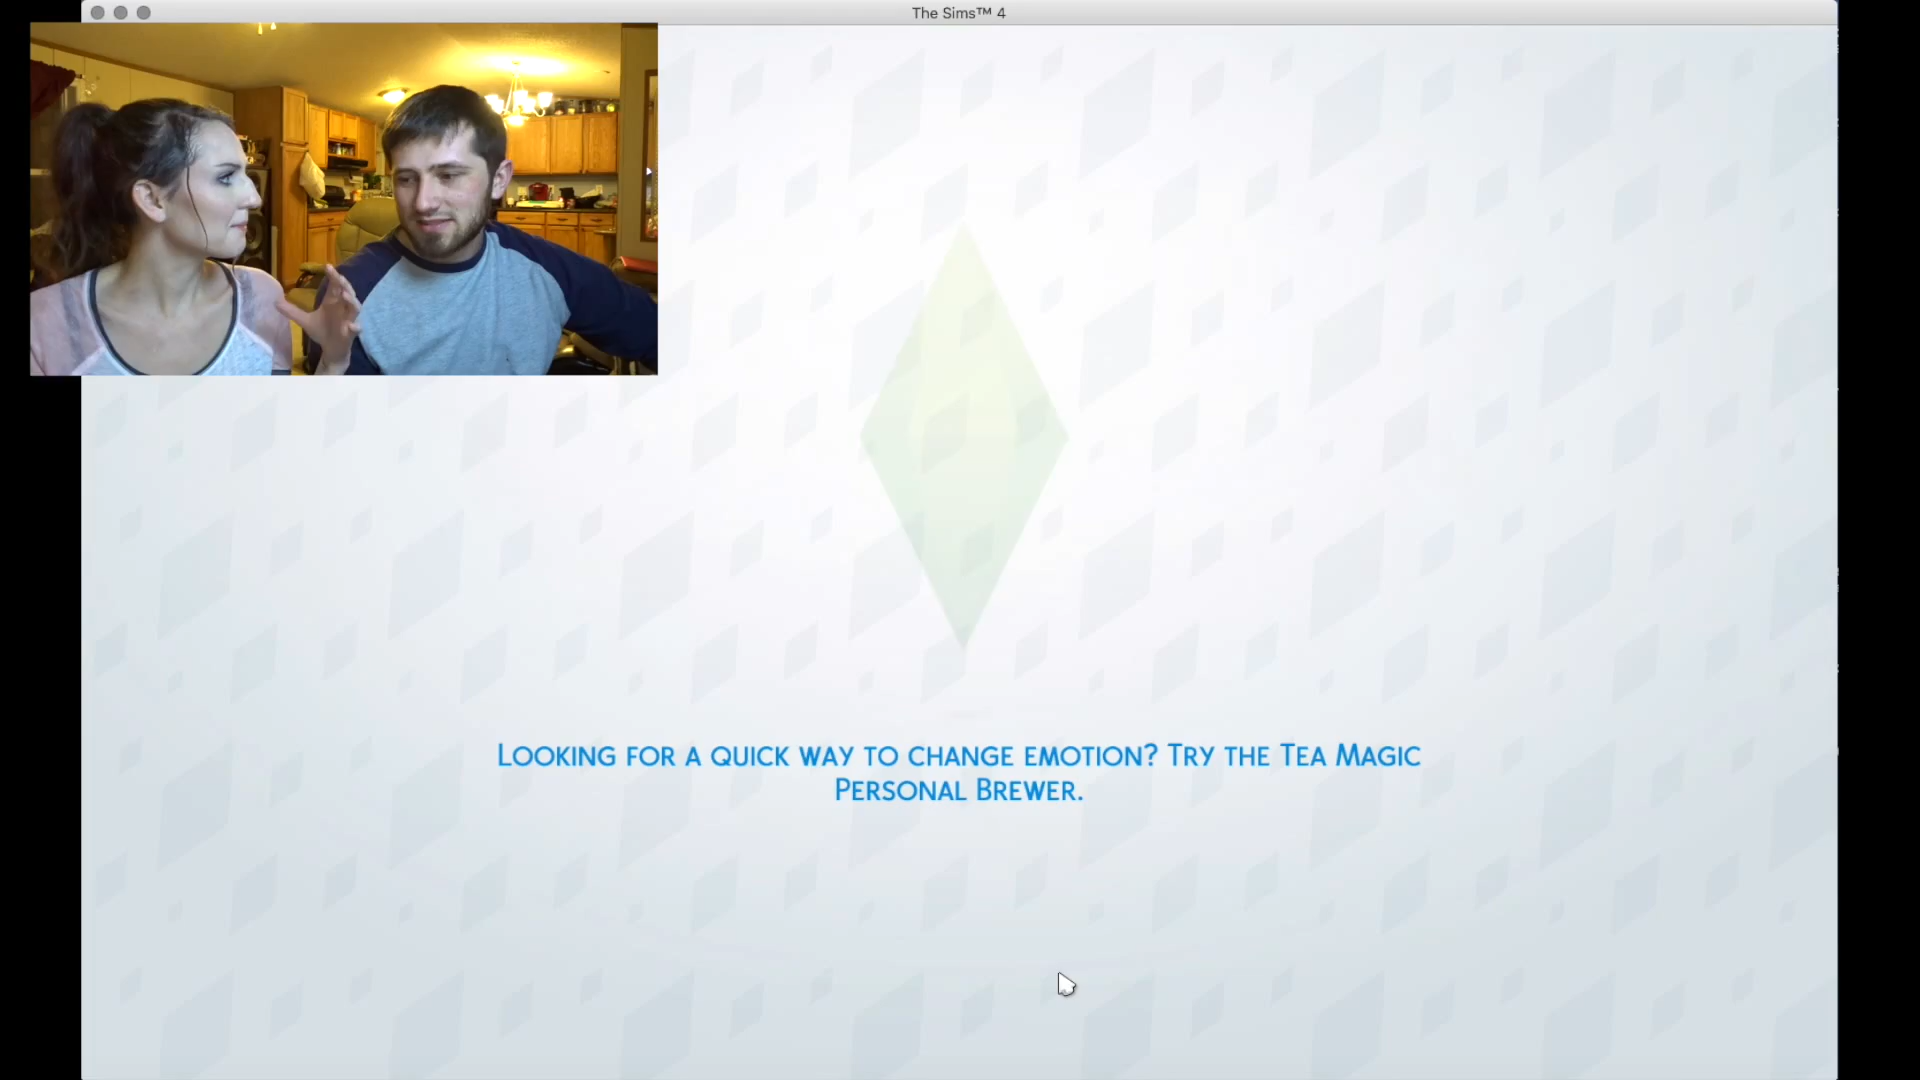 The Sims™ 4
Looking for a quick way to change emotion? Try the Tea Magic
Personal Brewer.